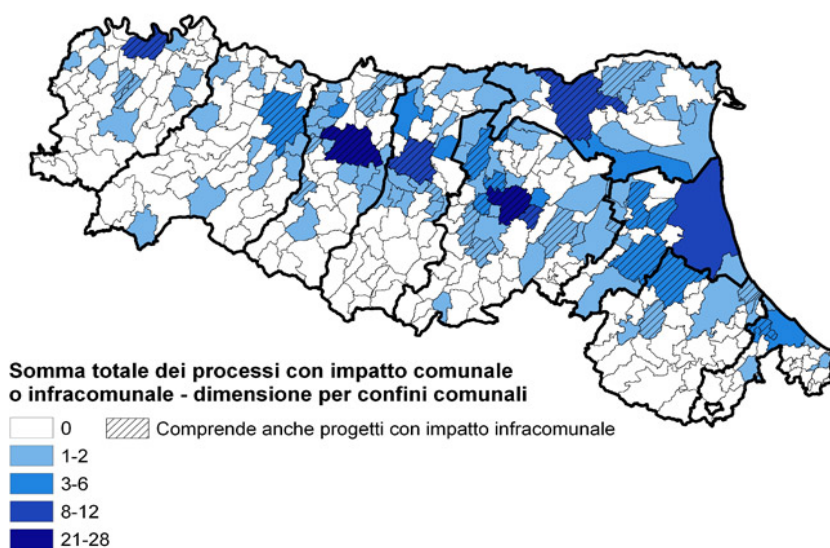 Somma totale dei processi con impatto comunale
o infracomunale - dimensione per confini comunali
0 Comprende anche progetti con impatto infracomunale
1-2
3-6
8-12
21-28